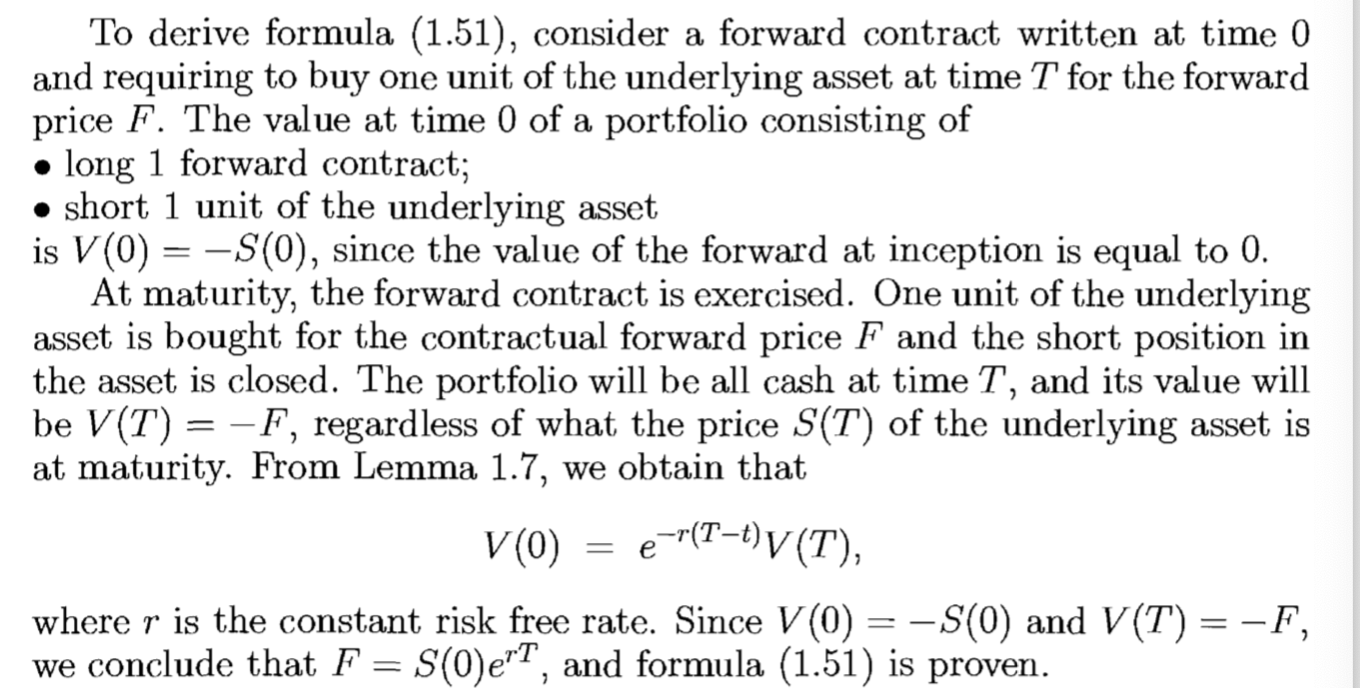 To derive formula (1.51), consider a forward contract written at time 0
and requiring to buy one unit of the underlying asset at time T for the forward
price F. The value at time 0 of a portfolio consisting of
• long 1 forward contract;
• short 1 unit of the underlying asset
is V(0) = −S(0), since the value of the forward at inception is equal to 0.
At maturity, the forward contract is exercised. One unit of the underlying
asset is bought for the contractual forward price F and the short position in
the asset is closed. The portfolio will be all cash at time T, and its value will
be V(T) = −F, regardless of what the price S(T) of the underlying asset is
at maturity. From Lemma 1.7, we obtain that
V(0) = e^{−r(T−t)}V(T),
where r is the constant risk free rate. Since V(0) = −S(0) and V(T) = −F,
we conclude that F = S(0)e^{rT}, and formula (1.51) is proven.